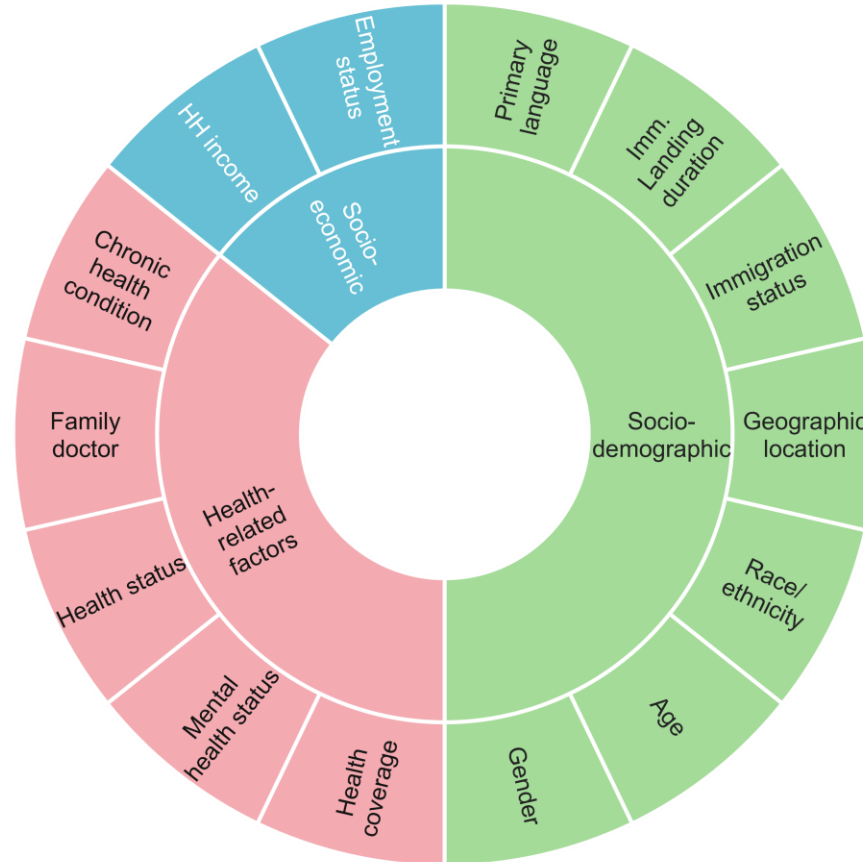 Employment
status
Primary
language
Imm.
Landing
duration
Immigration
status
Geographic
location
Race/
ethnicity
Age
Gender
Health
coverage
Mental
health status
Health status
Family
doctor
Chronic
health
condition
HH income
Socio-
economic
Socio-
demographic
Health-
related
factors